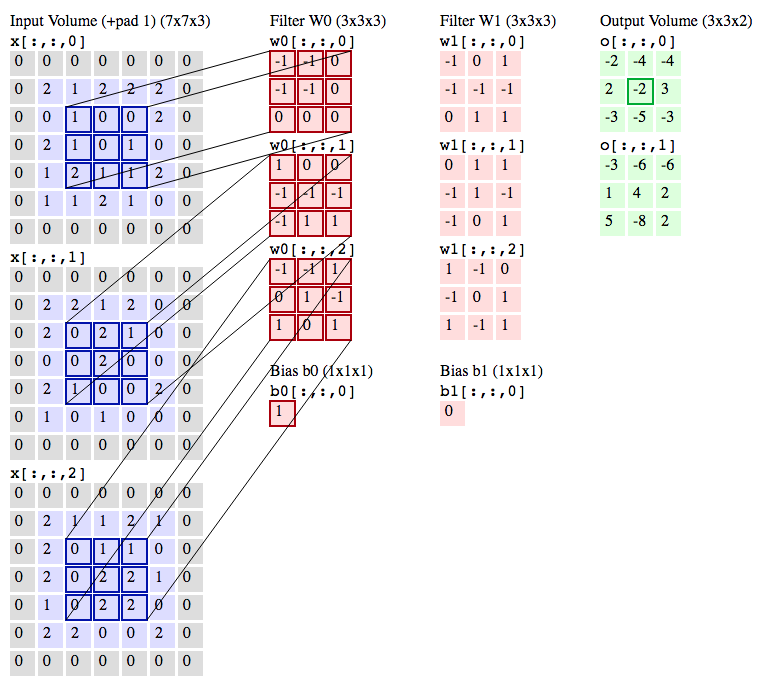 Input Volume (+pad 1) (7x7x3)
x[:,:,0]
0 0 0 0 0 0 0
0 2 1 2 2 2 0
0 0 1 0 0 2 0
0 2 1 0 1 0 0
0 1 2 1 1 2 0
0 1 1 2 1 0 0
0 0 0 0 0 0 0
x[:,:,1]
0 0 0 0 0 0 0
0 2 2 1 2 0 0
0 2 0 2 1 0 0
0 0 0 2 0 0 0
0 2 1 0 0 2 0
0 1 0 1 0 0 0
0 0 0 0 0 0 0
x[:,:,2]
0 0 0 0 0 0 0
0 2 1 1 2 1 0
0 2 0 1 1 0 0
0 2 0 2 2 1 0
0 1 0 2 2 0 0
0 2 2 0 0 2 0
0 0 0 0 0 0 0
Filter W0 (3x3x3)
w0[:,:,0]
-1 -1 0
-1 -1 0
0 0 0
w0[:,:,1]
1 0 0
-1 -1 -1
-1 1 1
w0[:,:,2]
-1 -1 1
0 1 -1
1 0 1
Bias b0 (1x1x1)
b0[:,:,0]
1
Filter W1 (3x3x3)
w1[:,:,0]
-1 0 1
-1 -1 -1
0 1 1
w1[:,:,1]
0 1 1
-1 1 -1
-1 0 1
w1[:,:,2]
1 -1 0
-1 0 1
1 -1 1
Bias b1 (1x1x1)
b1[:,:,0]
0
Output Volume (3x3x2)
o[:,:,0]
-2 -4 -4
2 -2 3
-3 -5 -3
o[:,:,1]
-3 -6 -6
1 4 2
5 -8 2